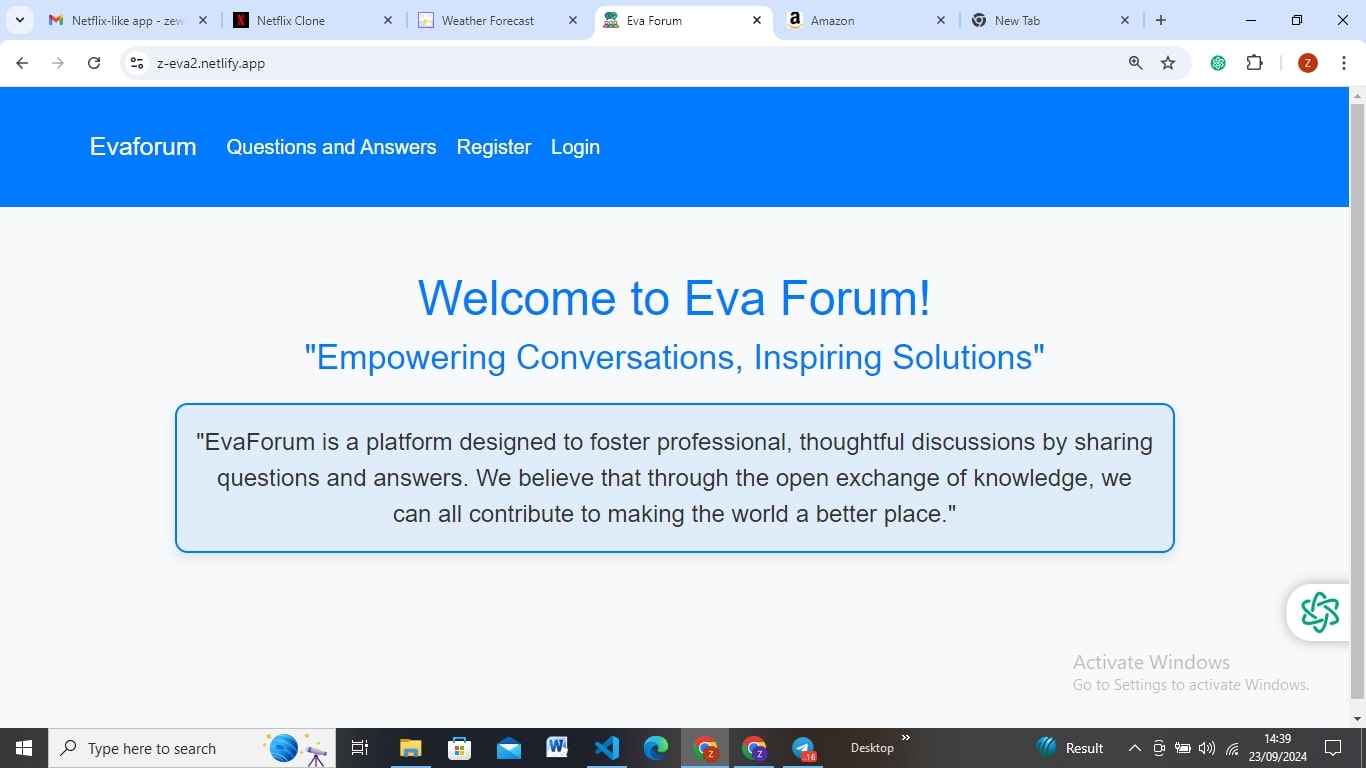 Netflix-like app - zew
Netflix Clone
Weather Forecast
Eva Forum
Amazon
New Tab
z-eva2.netlify.app
Z
Evaforum
Questions and Answers
Register
Login
Welcome to Eva Forum!
"Empowering Conversations, Inspiring Solutions"
"EvaForum is a platform designed to foster professional, thoughtful discussions by sharing
questions and answers. We believe that through the open exchange of knowledge, we
can all contribute to making the world a better place."
Activate Windows
Go to Settings to activate Windows.
Type here to search
Z
Z
16
Desktop
Result
14:39
23/09/2024